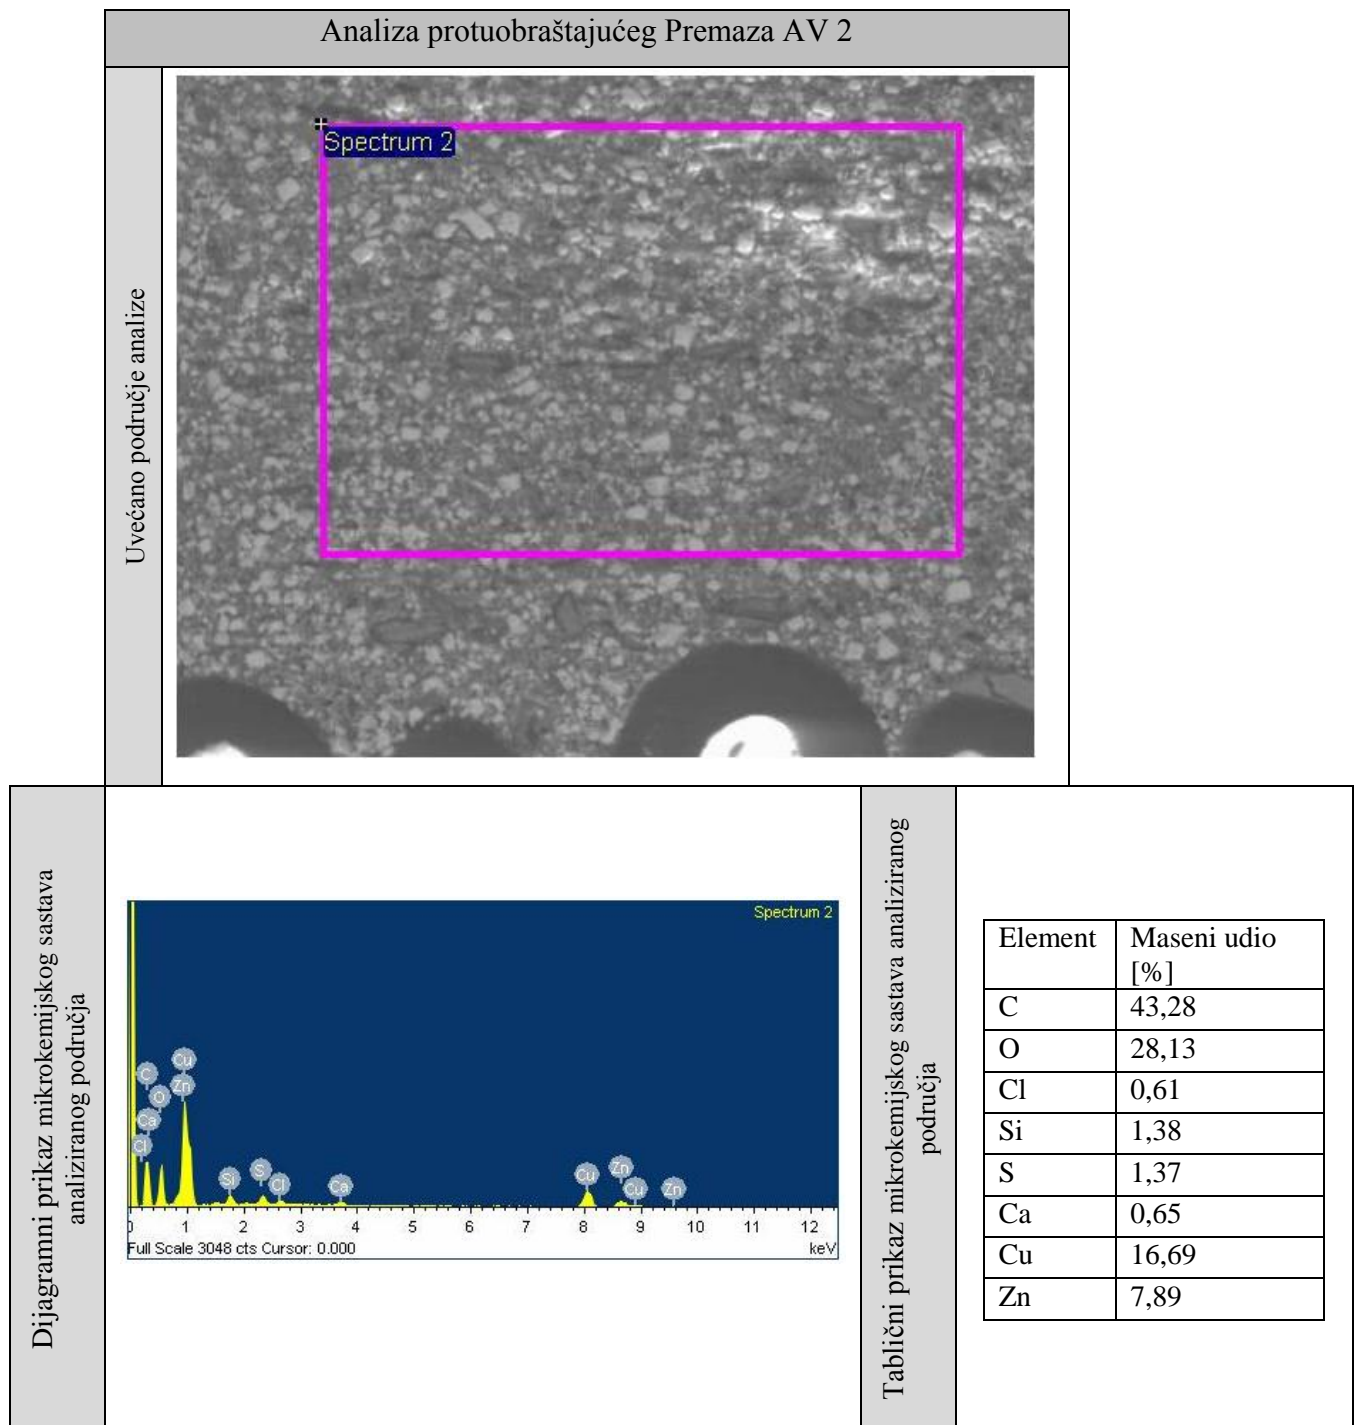 Analiza protuobraštajućeg Premaza AV 2
Uvećano područje analize
Spectrum 2
Dijagramni prikaz mikrokemijskog sastava
analiziranog područja
Spectrum 2
C
O
Ca
Cl
Cu
Zn
Si
S
Cl
Ca
Cu
Zn
Cu
Zn
0 1 2 3 4 5 6 7 8 9 10 11 12
Full Scale 3048 cts Cursor: 0.000 keV
Tablični prikaz mikrokemijskog sastava analiziranog
područja
Element Maseni udio
[%]
C 43,28
O 28,13
Cl 0,61
Si 1,38
S 1,37
Ca 0,65
Cu 16,69
Zn 7,89